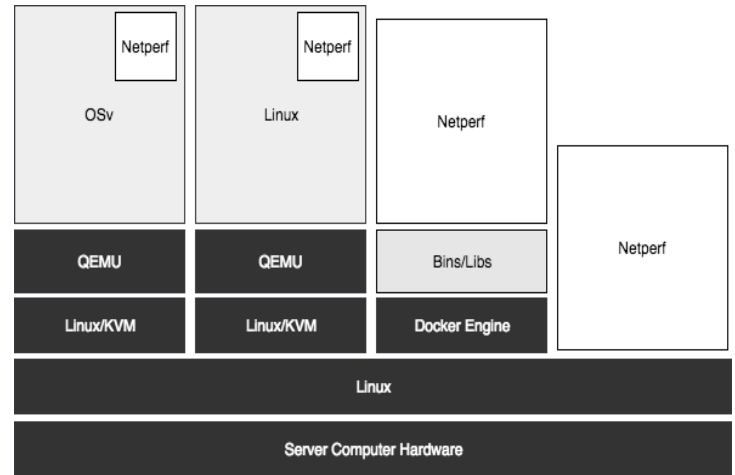 Netperf
OSv
Netperf
Linux
Netperf
Netperf
QEMU
QEMU
Bins/Libs
Linux/KVM
Linux/KVM
Docker Engine
Linux
Server Computer Hardware